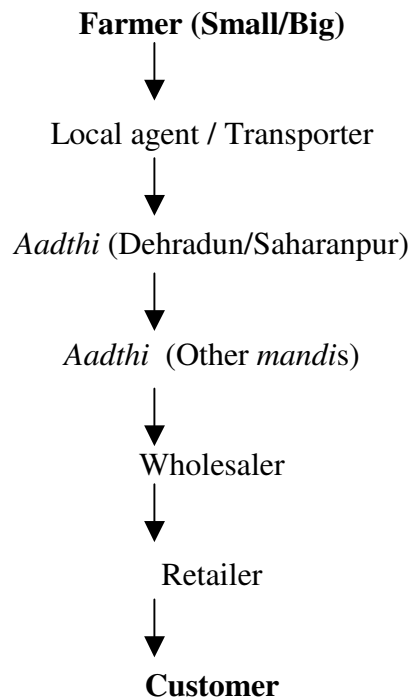 Farmer (Small/Big)
Local agent / Transporter
Aadthi (Dehradun/Saharanpur)
Aadthi (Other mandis)
Wholesaler
Retailer
Customer